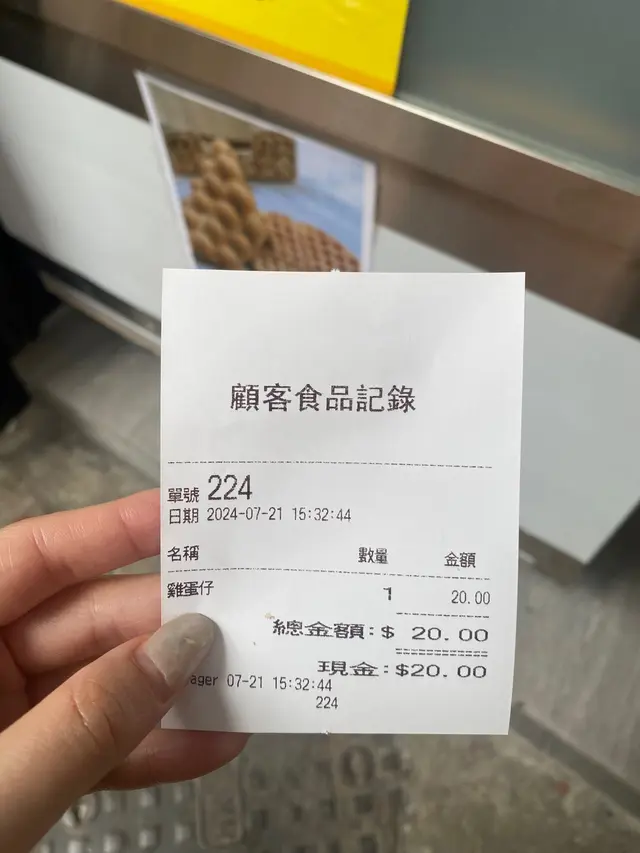 顧客食品記錄
單號 224
日期 2024-07-21 15:32:44
名稱 數量 金額
雞蛋仔 1 20.00
總金額:$ 20.00
現金:$20.00
ager 07-21 15:32:44
224